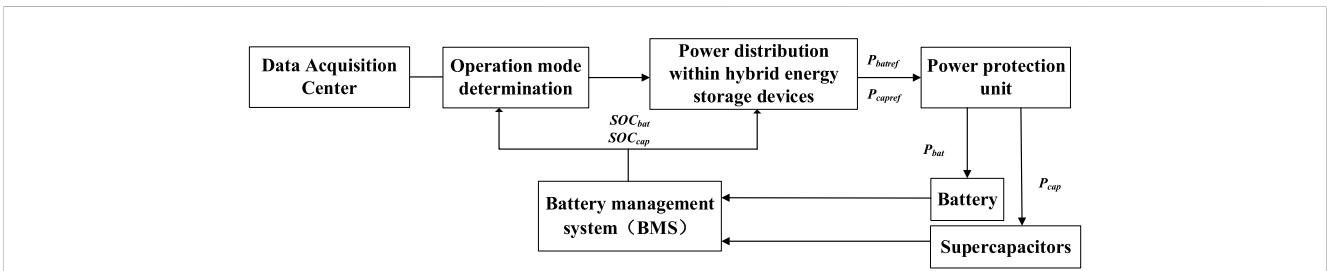 Data Acquisition
Center
Operation mode
determination
Power distribution
within hybrid energy
storage devices
P_batref
P_capref
Power protection
unit
SOC_bat
SOC_cap
P_bat
P_cap
Battery management
system（BMS）
Battery
Supercapacitors